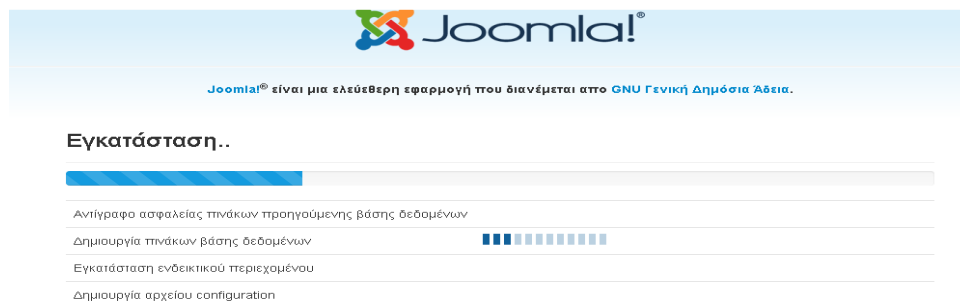 Joomla!®
Joomla!® είναι μια ελεύεθερη εφαρμογή που διανέμεται απο GNU Γενική Δημόσια Άδεια.
Εγκατάσταση..
Αντίγραφο ασφαλείας πινάκων προηγούμενης βάσης δεδομένων
Δημιουργία πινάκων βάσης δεδομένων
Εγκατάσταση ενδεικτικού περιεχομένου
Δημιουργία αρχείου configuration